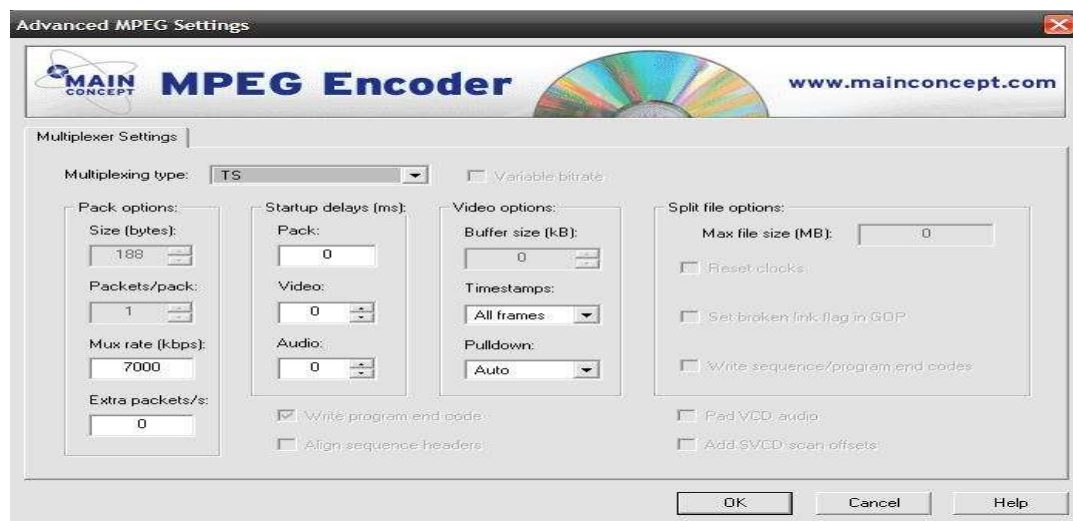 Advanced MPEG Settings
MAIN CONCEPT MPEG Encoder www.mainconcept.com
Multiplexer Settings
Multiplexing type: TS Variable bitrate
Pack options:
Size (bytes):
188
Packets/pack:
1
Mux rate (kbps):
7000
Extra packets/s:
0
Startup delays (ms):
Pack:
0
Video:
0
Audio:
0
Video options:
Buffer size (kB):
0
Timestamps:
All frames
Pulldown:
Auto
Write program end code
Align sequence headers
Split file options:
Max file size (MB): 0
Reset clocks
Set broken link flag in GOP
Write sequence/program end codes
Pad VCD audio
Add SVCD scan offsets
OK Cancel Help